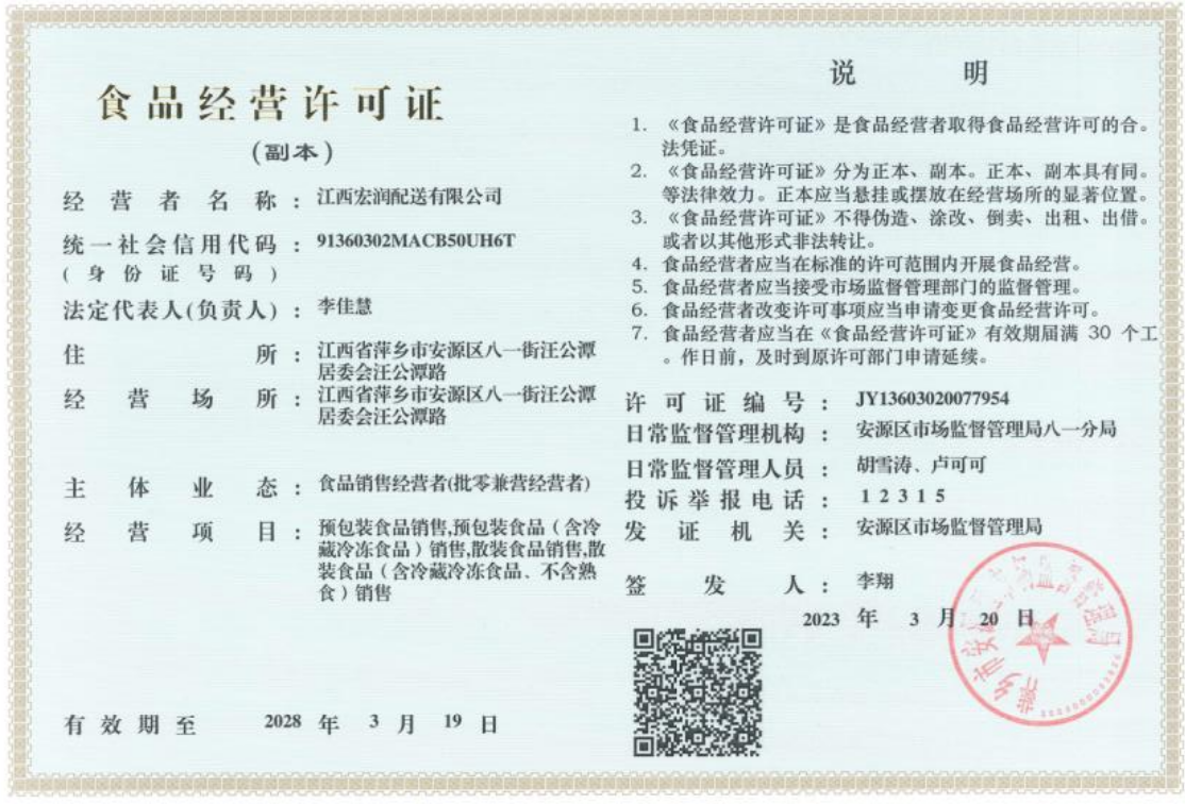 食品经营许可证
(副本)
经营者名称：江西宏润配送有限公司
统一社会信用代码：91360302MACB50UH6T
(身份证号码)
法定代表人(负责人)：李佳慧
住所：江西省萍乡市安源区八一街汪公潭
居委会汪公潭路
经营场所：江西省萍乡市安源区八一街汪公潭
居委会汪公潭路
主体业态：食品销售经营者(批零兼营经营者)
经营项目：预包装食品销售,预包装食品（含冷
藏冷冻食品）销售,散装食品销售,散
装食品（含冷藏冷冻食品、不含熟
食）销售
有效期至 2028 年 3 月 19 日
说明
1. 《食品经营许可证》是食品经营者取得食品经营许可的合。
法凭证。
2. 《食品经营许可证》分为正本、副本。正本、副本具有同。
等法律效力。正本应当悬挂或摆放在经营场所的显著位置。
3. 《食品经营许可证》不得伪造、涂改、倒卖、出租、出借。
或者以其他形式非法转让。
4. 食品经营者应当在标准的许可范围内开展食品经营。
5. 食品经营者应当接受市场监督管理部门的监督管理。
6. 食品经营者改变许可事项应当申请变更食品经营许可。
7. 食品经营者应当在《食品经营许可证》有效期届满 30 个工
。作日前，及时到原许可部门申请延续。
许可证编号：JY13603020077954
日常监督管理机构：安源区市场监督管理局八一分局
日常监督管理人员：胡雪涛、卢可可
投诉举报电话：12315
发证机关：安源区市场监督管理局
签发人：李翔
2023 年 3 月 20 日